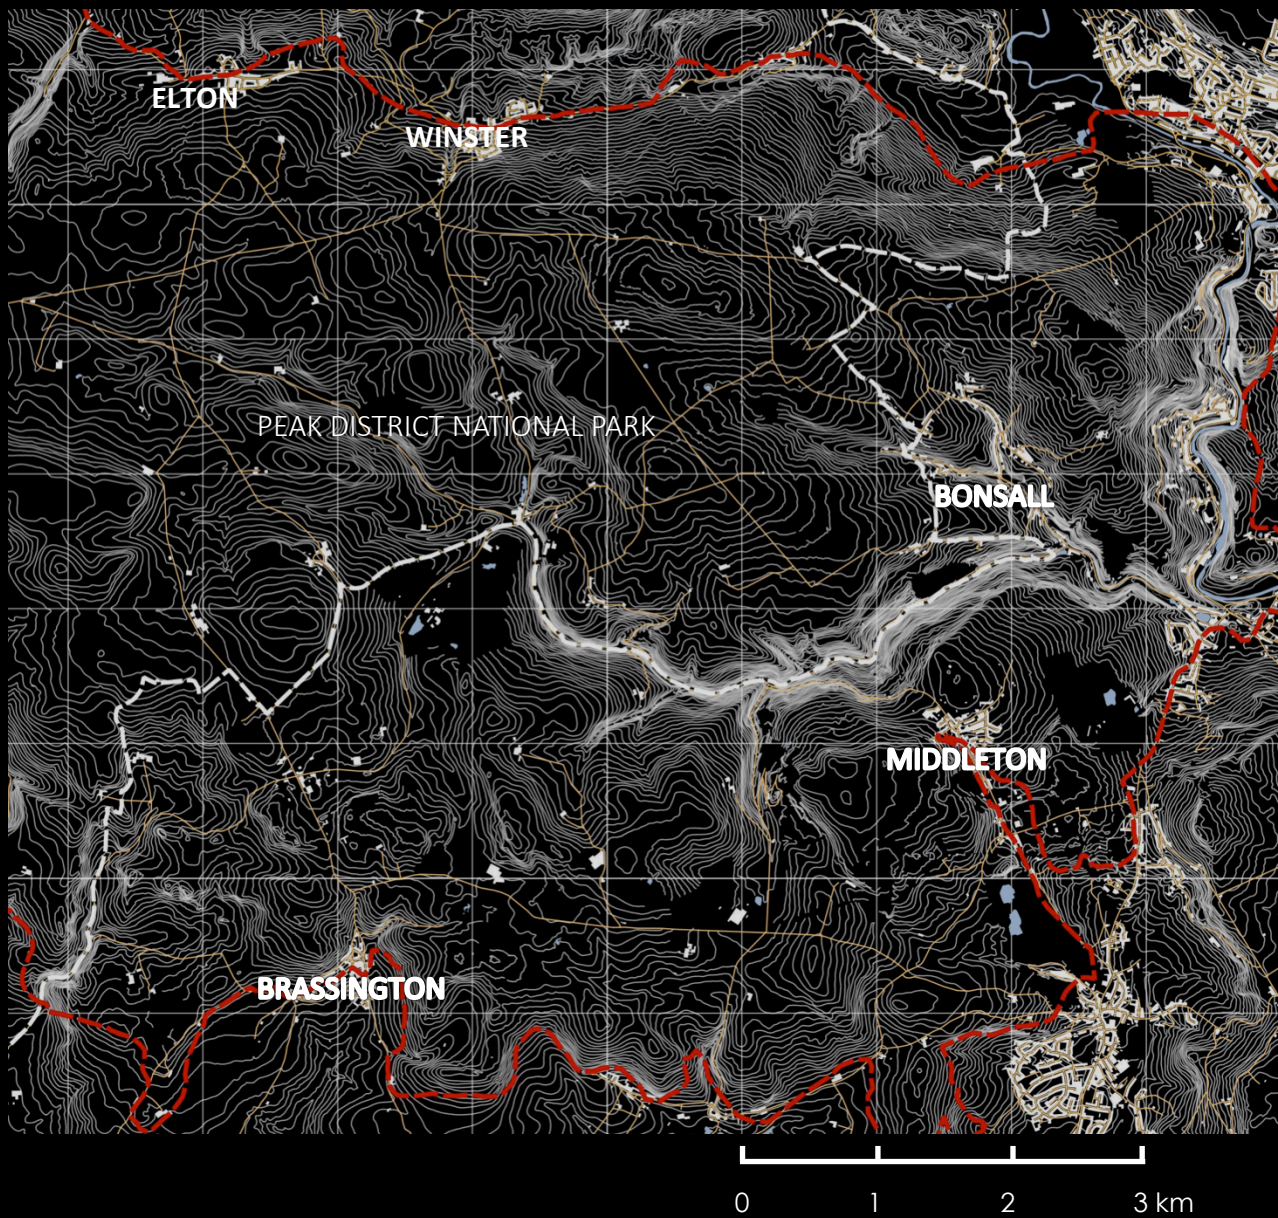 ELTON
WINSTER
PEAK DISTRICT NATIONAL PARK
BONSALL
MIDDLETON
BRASSINGTON
0 1 2 3 km